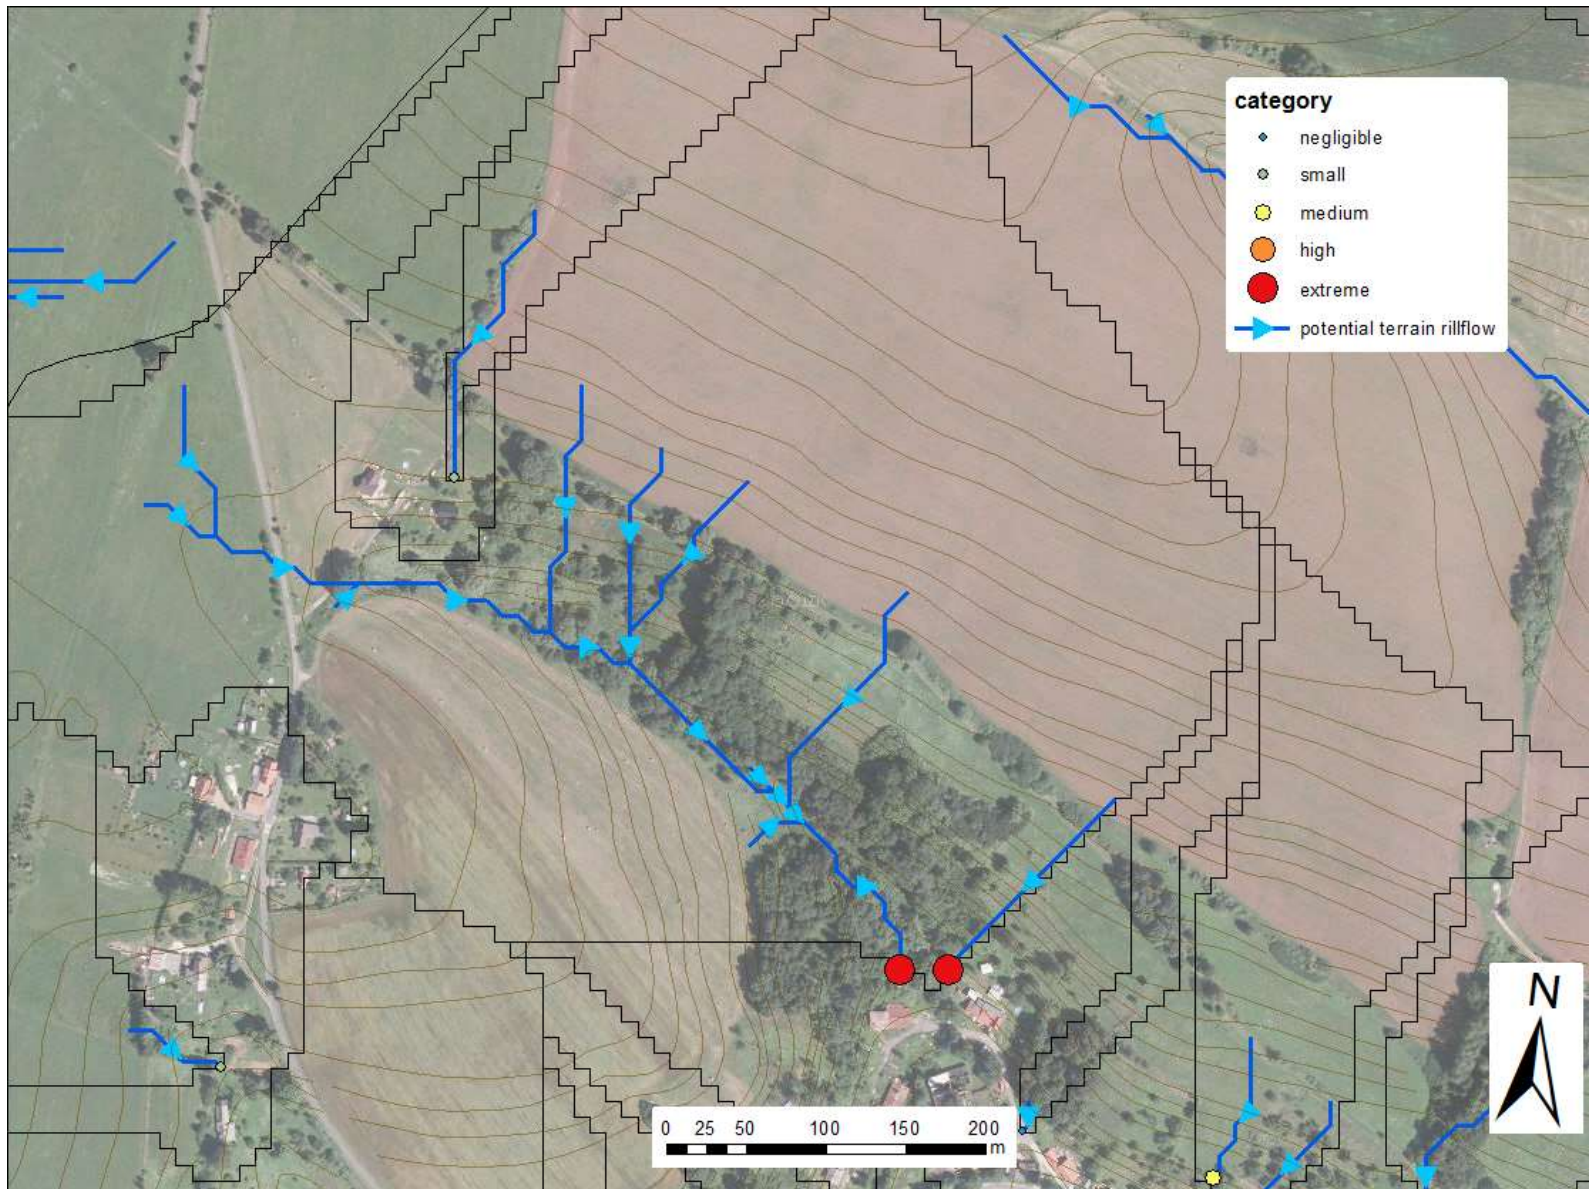 category
negligible
small
medium
high
extreme
potential terrain rillflow
N
0 25 50 100 150 200
m